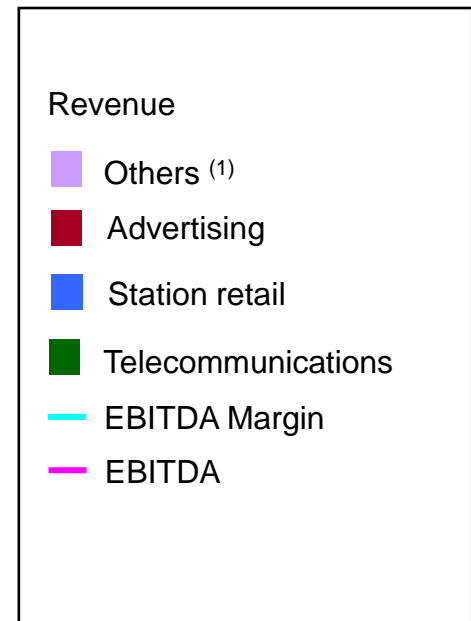 Revenue
Others (1)
Advertising
Station retail
Telecommunications
EBITDA Margin
EBITDA